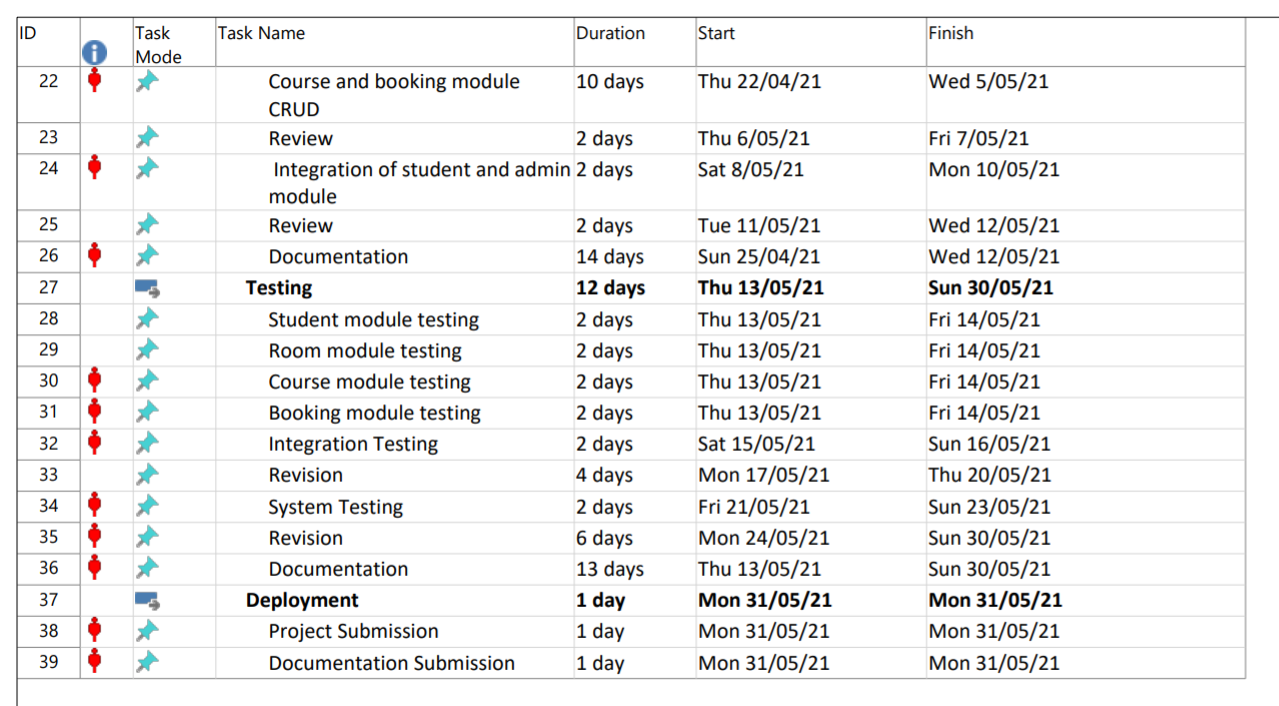 ID Task Mode Task Name Duration Start Finish
22 Course and booking module CRUD 10 days Thu 22/04/21 Wed 5/05/21
23 Review 2 days Thu 6/05/21 Fri 7/05/21
24 Integration of student and admin module 2 days Sat 8/05/21 Mon 10/05/21
25 Review 2 days Tue 11/05/21 Wed 12/05/21
26 Documentation 14 days Sun 25/04/21 Wed 12/05/21
27 Testing 12 days Thu 13/05/21 Sun 30/05/21
28 Student module testing 2 days Thu 13/05/21 Fri 14/05/21
29 Room module testing 2 days Thu 13/05/21 Fri 14/05/21
30 Course module testing 2 days Thu 13/05/21 Fri 14/05/21
31 Booking module testing 2 days Thu 13/05/21 Fri 14/05/21
32 Integration Testing 2 days Sat 15/05/21 Sun 16/05/21
33 Revision 4 days Mon 17/05/21 Thu 20/05/21
34 System Testing 2 days Fri 21/05/21 Sun 23/05/21
35 Revision 6 days Mon 24/05/21 Sun 30/05/21
36 Documentation 13 days Thu 13/05/21 Sun 30/05/21
37 Deployment 1 day Mon 31/05/21 Mon 31/05/21
38 Project Submission 1 day Mon 31/05/21 Mon 31/05/21
39 Documentation Submission 1 day Mon 31/05/21 Mon 31/05/21